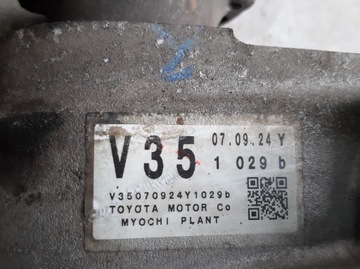 V35 07.09.24 Y
1 029 b
V35070924Y1029b
TOYOTA MOTOR Co
MYOCHI PLANT